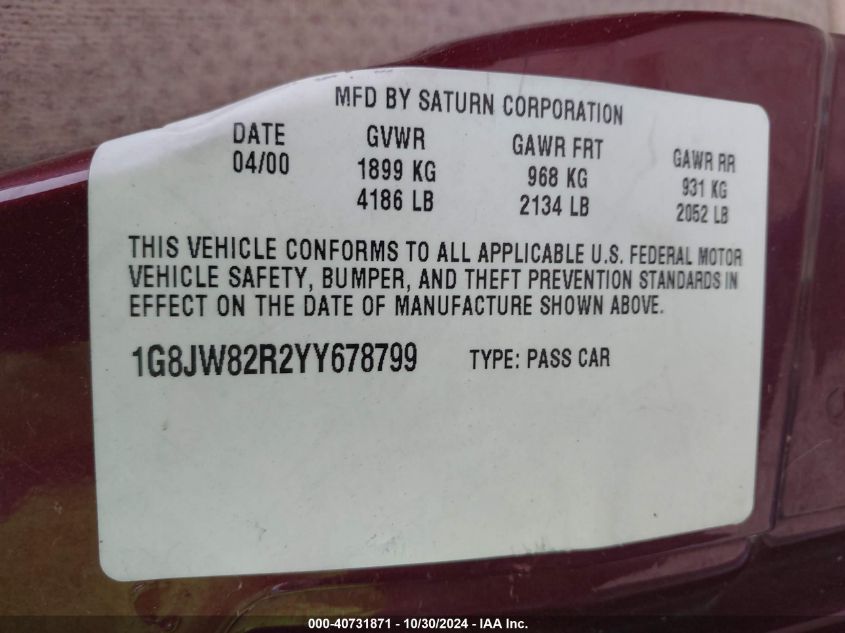 MFD BY SATURN CORPORATION
DATE GVWR GAWR FRT GAWR RR
04/00 1899 KG 968 KG 931 KG
4186 LB 2134 LB 2052 LB
THIS VEHICLE CONFORMS TO ALL APPLICABLE U.S. FEDERAL MOTOR
VEHICLE SAFETY, BUMPER, AND THEFT PREVENTION STANDARDS IN
EFFECT ON THE DATE OF MANUFACTURE SHOWN ABOVE.
1G8JW82R2YY678799 TYPE: PASS CAR
000-40731871 - 10/30/2024 - IAA Inc.